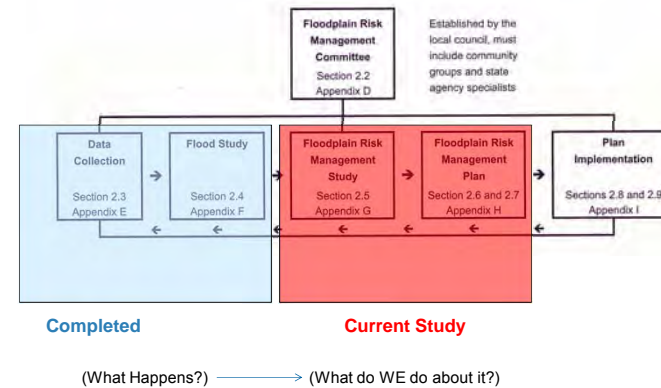 Floodplain Risk
Management
Committee
Section 2.2
Appendix D
Established by the
local council, must
include community
groups and state
agency specialists
Data
Collection
Section 2.3
Appendix E
Flood Study
Section 2.4
Appendix F
Floodplain Risk
Management
Study
Section 2.5
Appendix G
Floodplain Risk
Management
Plan
Section 2.6 and 2.7
Appendix H
Plan
Implementation
Sections 2.8 and 2.9
Appendix I
Completed
Current Study
(What Happens?)
(What do WE do about it?)